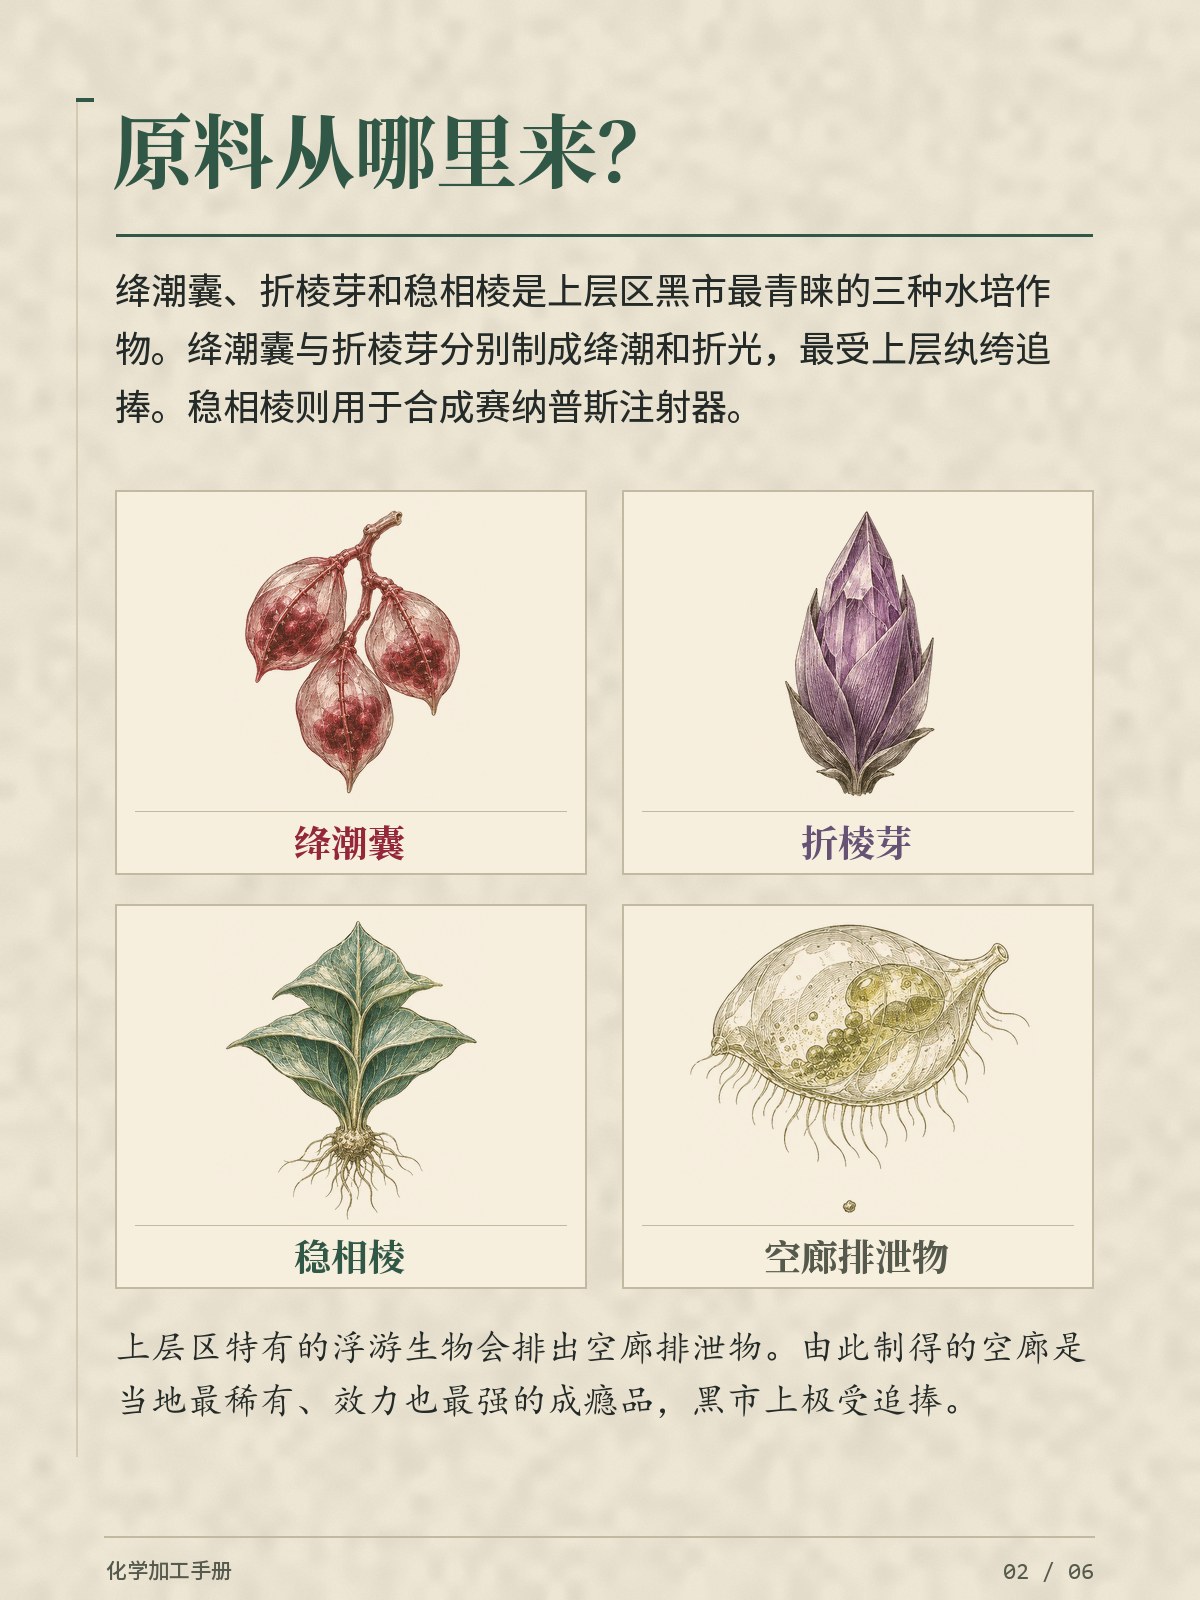 原料从哪里来?
绛潮囊、折棱芽和稳相棱是上层区黑市最青睐的三种水培作
物。绛潮囊与折棱芽分别制成绛潮和折光，最受上层纨绔追
捧。稳相棱则用于合成赛纳普斯注射器。
绛潮囊
折棱芽
稳相棱
空廊排泄物
上层区特有的浮游生物会排出空廊排泄物。由此制得的空廊是
当地最稀有、效力也最强的成瘾品，黑市上极受追捧。
化学加工手册
02 / 06